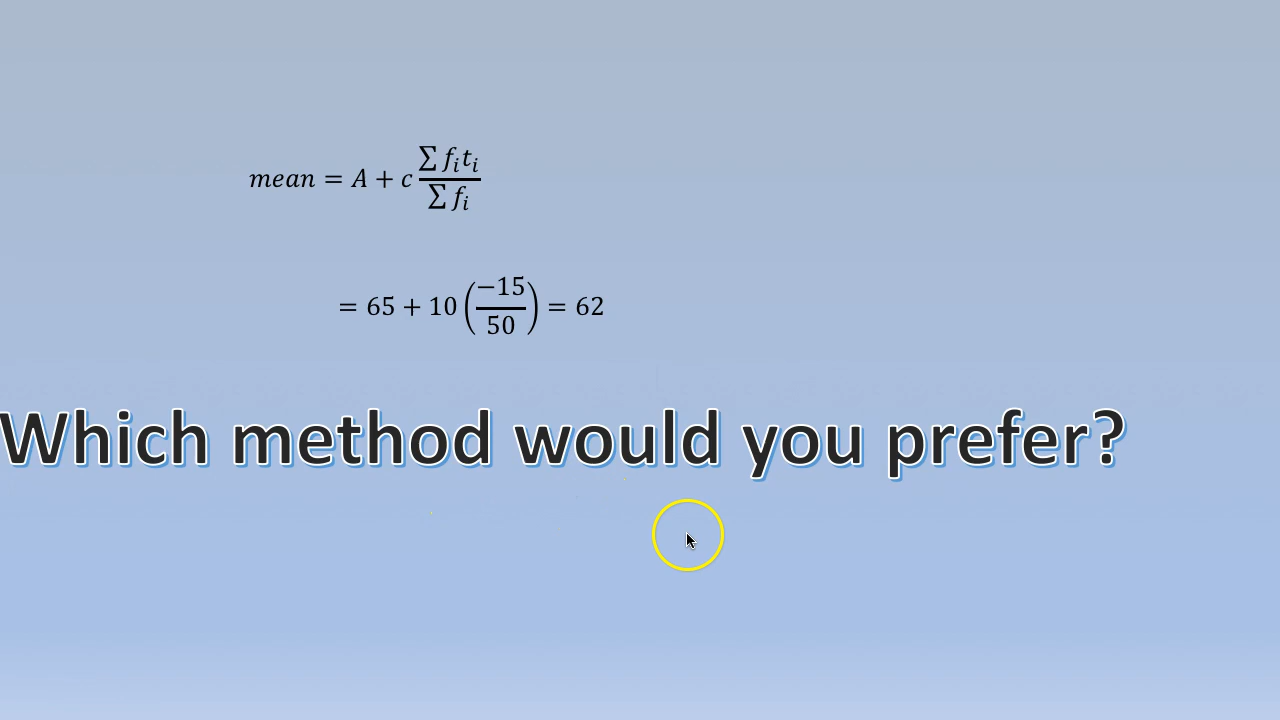 mean = A + c ∑ fᵢtᵢ / ∑ fᵢ
= 65 + 10 (−15 / 50) = 62
Which method would you prefer?